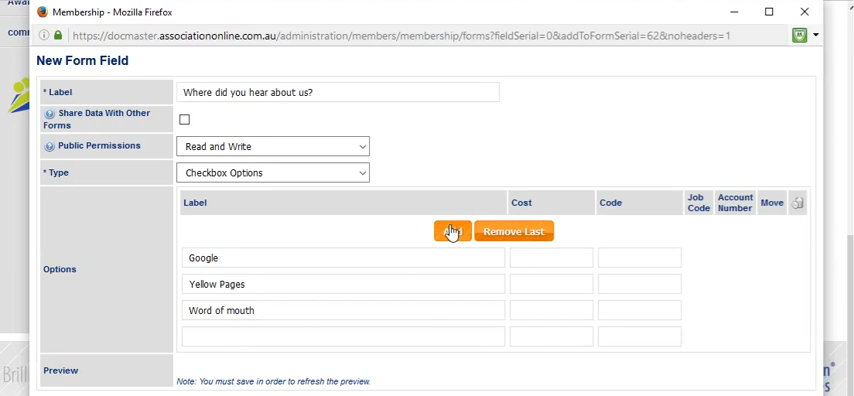 Membership - Mozilla Firefox
https://docmaster.associationonline.com.au/administration/members/membership/forms?fieldSerial=0&addToFormSerial=62&noheaders=1
New Form Field
* Label
Where did you hear about us?
Share Data With Other
Forms
Public Permissions
Read and Write
* Type
Checkbox Options
Label
Cost
Code
Job
Code
Account
Number
Move
Remove Last
Options
Google
Yellow Pages
Word of mouth
Preview
Note: You must save in order to refresh the preview.